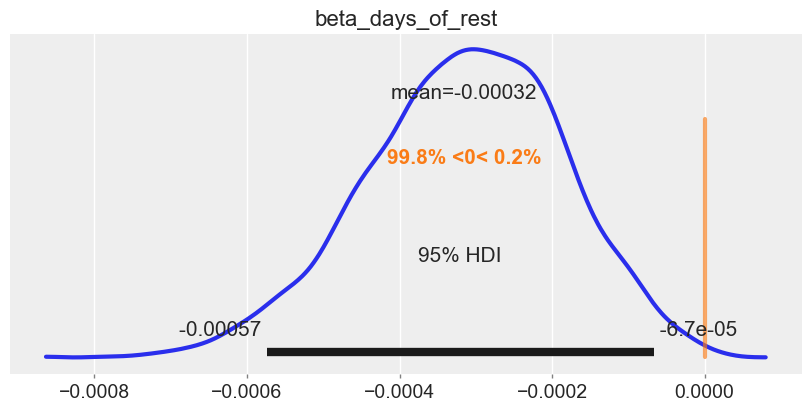 beta_days_of_rest
mean=-0.00032
99.8% <0< 0.2%
95% HDI
-0.00057 -6.7e-05
−0.0008 −0.0006 −0.0004 −0.0002 0.0000